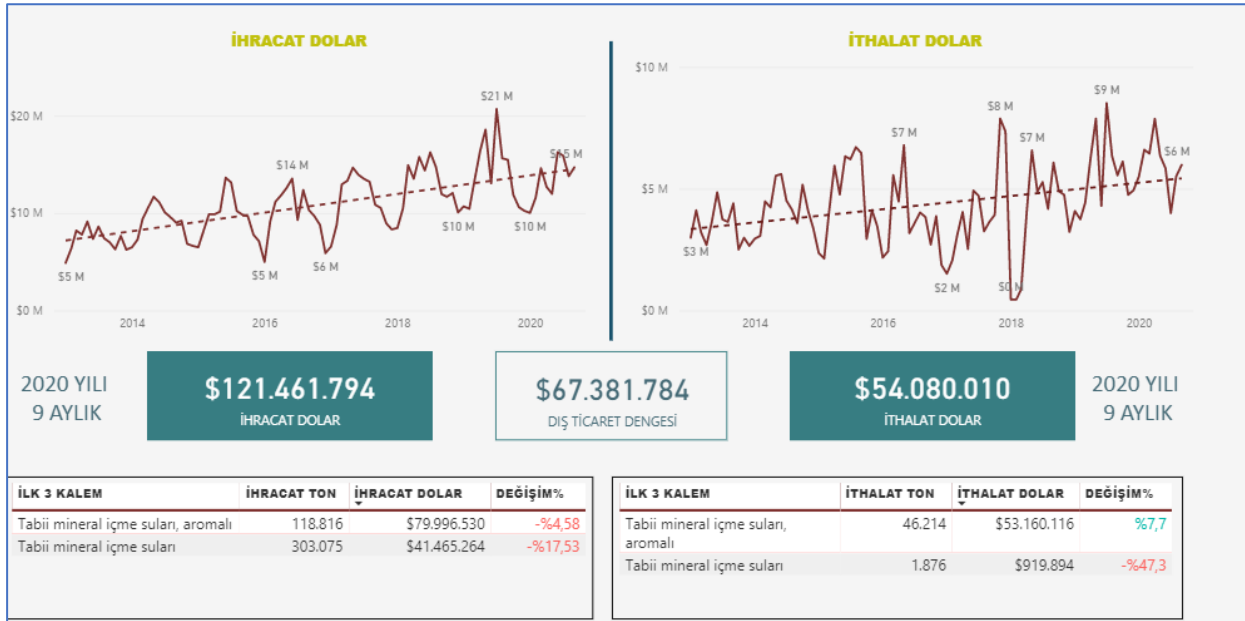 İHRACAT DOLAR
$20 M
$10 M
$0 M
$5 M
$14 M
$5 M
$6 M
$21 M
$10 M
$10 M
$15 M
2014
2016
2018
2020
İTHALAT DOLAR
$10 M
$5 M
$0 M
$3 M
$7 M
$2 M
$8 M
$0 M
$7 M
$9 M
$6 M
2014
2016
2018
2020
2020 YILI
9 AYLIK
$121.461.794
İHRACAT DOLAR
$67.381.784
DIŞ TİCARET DENGESİ
$54.080.010
İTHALAT DOLAR
2020 YILI
9 AYLIK
İLK 3 KALEM İHRACAT TON İHRACAT DOLAR DEĞİŞİM%
Tabii mineral içme suları, aromalı 118.816 $79.996.530 -%4,58
Tabii mineral içme suları 303.075 $41.465.264 -%17,53
İLK 3 KALEM İTHALAT TON İTHALAT DOLAR DEĞİŞİM%
Tabii mineral içme suları, 46.214 $53.160.116 %7,7
aromalı
Tabii mineral içme suları 1.876 $919.894 -%47,3